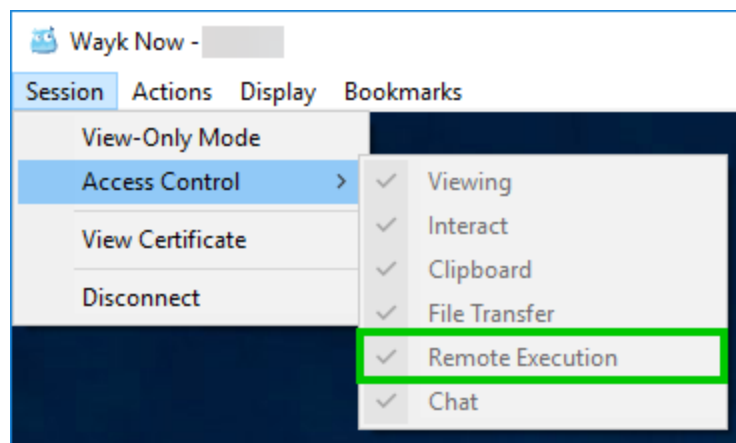 Wayk Now -
Session Actions Display Bookmarks
View-Only Mode
Access Control
View Certificate
Disconnect
Viewing
Interact
Clipboard
File Transfer
Remote Execution
Chat